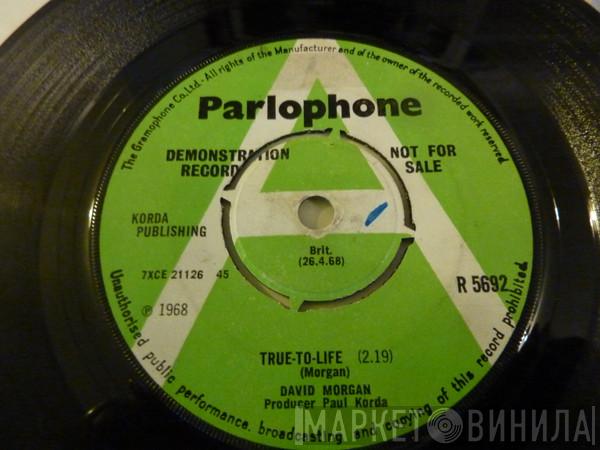 The Gramophone Co. Ltd. · All rights of the Manufacturer and of the owner of the recorded work reserved.
Parlophone
DEMONSTRATION
RECORD
NOT FOR
SALE
A
KORDA
PUBLISHING
Brit.
(26.4.68)
7XCE 21126 45
R 5692
℗ 1968
TRUE-TO-LIFE (2.19)
(Morgan)
DAVID MORGAN
Producer Paul Korda
Unauthorised public performance, broadcasting and copying of this record prohibited.
МАРКЕТ ВИНИЛА